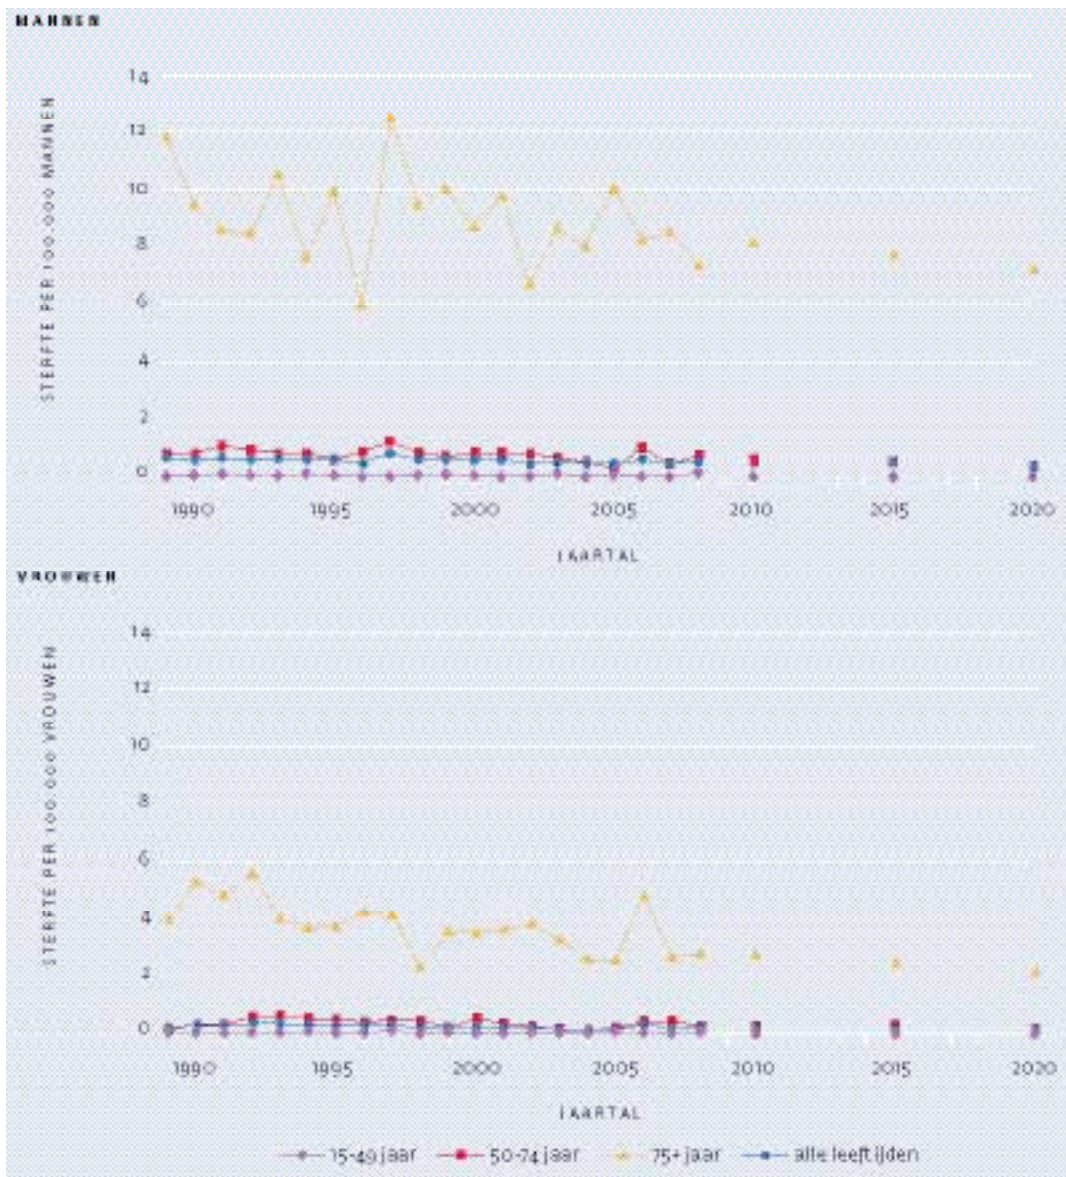 MANNEN
STERFTE PER 100.000 MANNEN
14
12
10
8
6
4
2
0
1990 1995 2000 2005 2010 2015 2020
JAARTAL
VROUWEN
STERFTE PER 100.000 VROUWEN
14
12
10
8
6
4
2
0
1990 1995 2000 2005 2010 2015 2020
JAARTAL
15-49 jaar 50-74 jaar 75+ jaar alle leeftijden